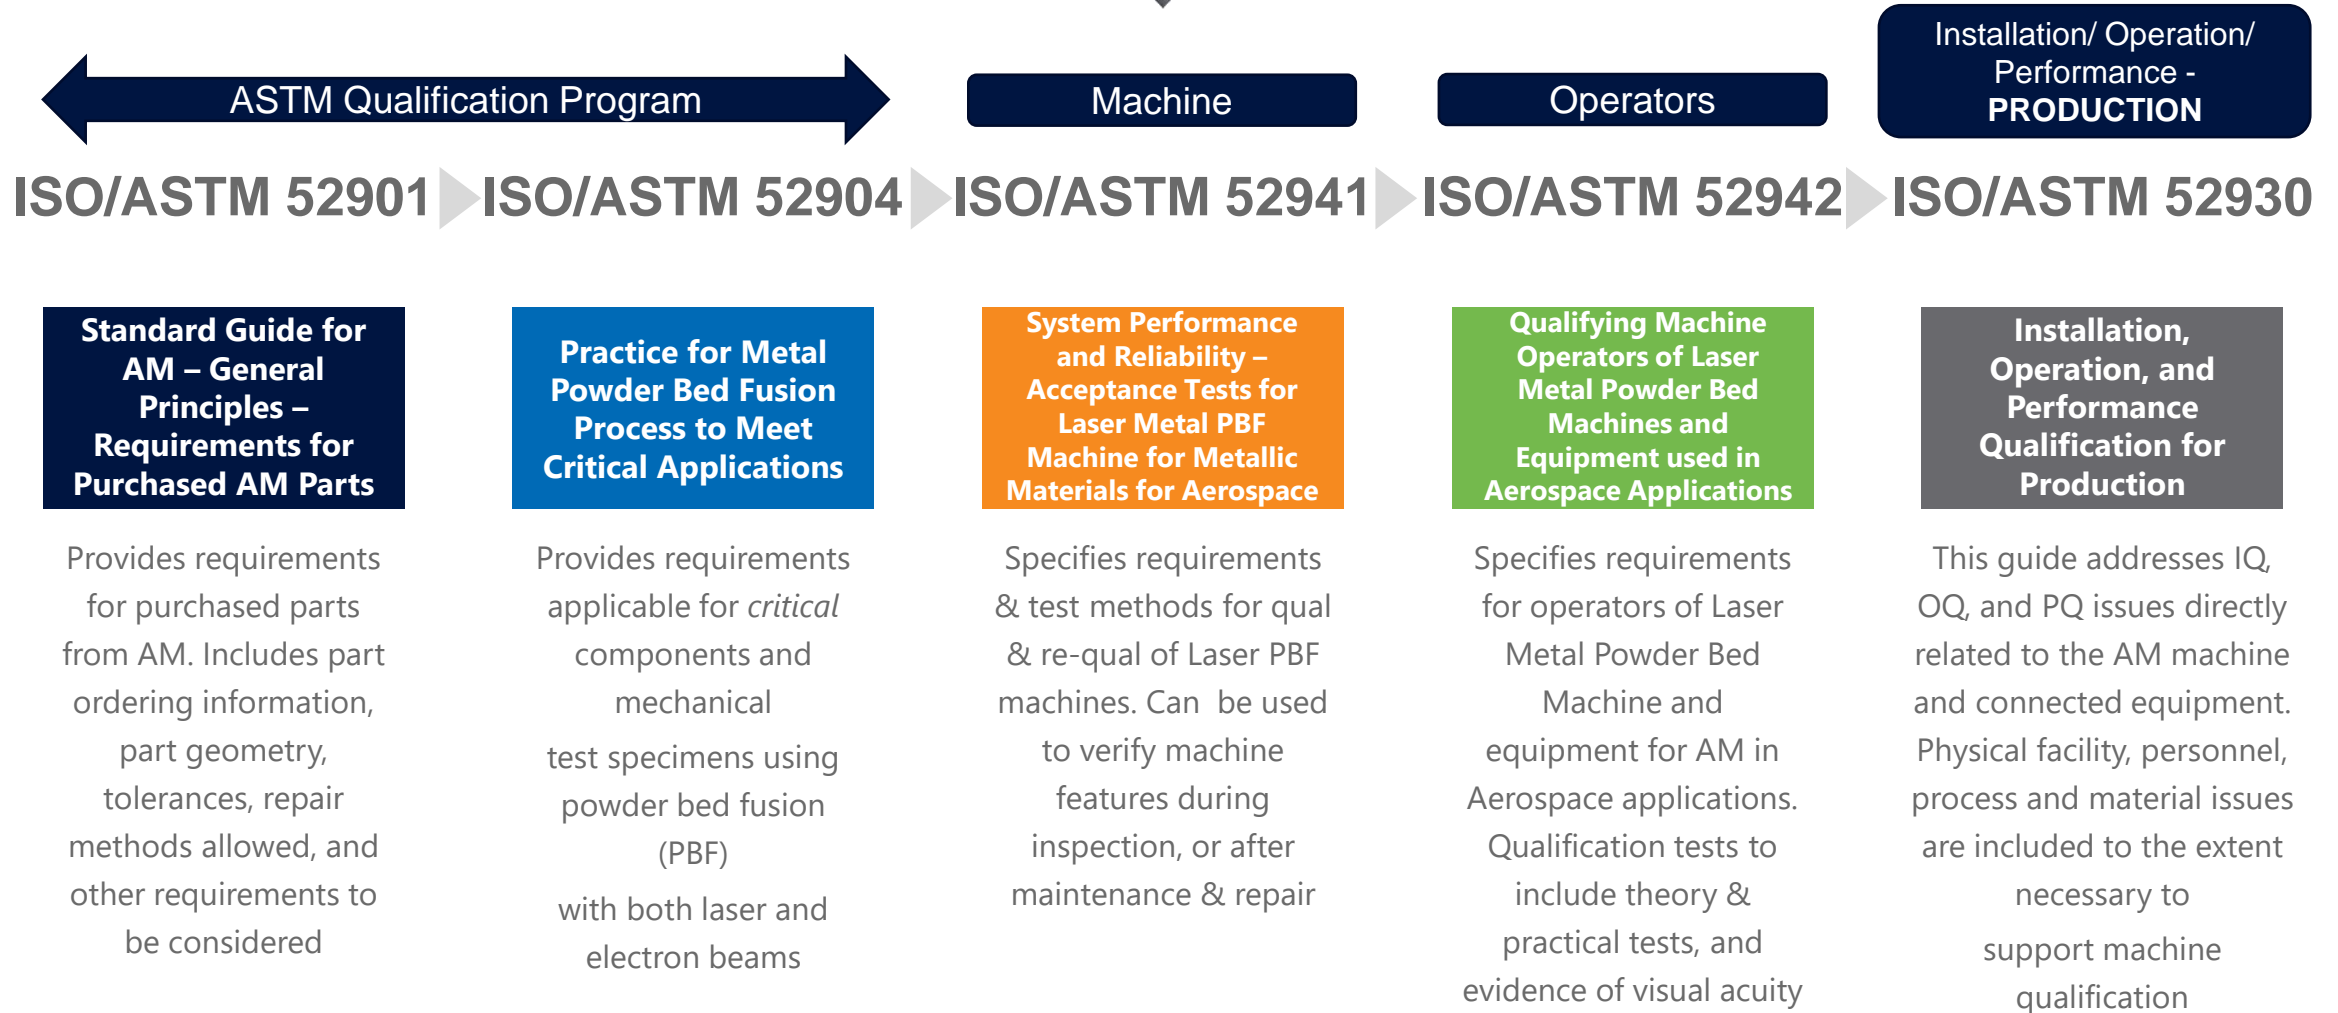 ASTM Qualification Program
Machine
Operators
Installation/ Operation/
Performance -
PRODUCTION
ISO/ASTM 52901
ISO/ASTM 52904
ISO/ASTM 52941
ISO/ASTM 52942
ISO/ASTM 52930
Standard Guide for
AM – General
Principles –
Requirements for
Purchased AM Parts
Provides requirements
for purchased parts
from AM. Includes part
ordering information,
part geometry,
tolerances, repair
methods allowed, and
other requirements to
be considered
Practice for Metal
Powder Bed Fusion
Process to Meet
Critical Applications
Provides requirements
applicable for critical
components and
mechanical
test specimens using
powder bed fusion
(PBF)
with both laser and
electron beams
System Performance
and Reliability –
Acceptance Tests for
Laser Metal PBF
Machine for Metallic
Materials for Aerospace
Specifies requirements
& test methods for qual
& re-qual of Laser PBF
machines. Can  be used
to verify machine
features during
inspection, or after
maintenance & repair
Qualifying Machine
Operators of Laser
Metal Powder Bed
Machines and
Equipment used in
Aerospace Applications
Specifies requirements
for operators of Laser
Metal Powder Bed
Machine and
equipment for AM in
Aerospace applications.
Qualification tests to
include theory &
practical tests, and
evidence of visual acuity
Installation,
Operation, and
Performance
Qualification for
Production
This guide addresses IQ,
OQ, and PQ issues directly
related to the AM machine
and connected equipment.
Physical facility, personnel,
process and material issues
are included to the extent
necessary to
support machine
qualification